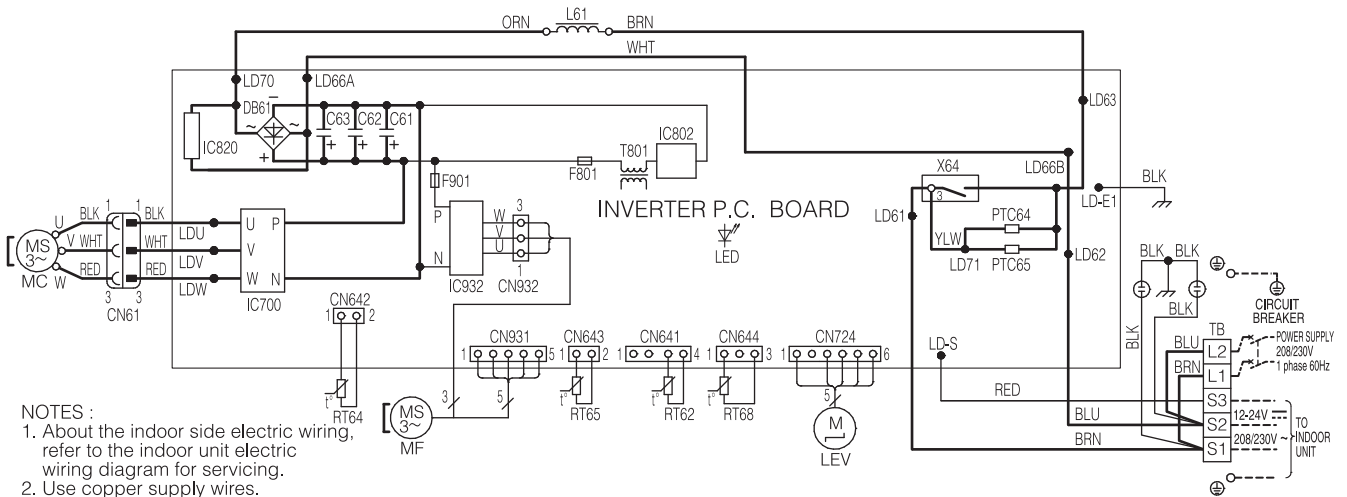 L61
ORN
BRN
WHT
LD70
LD66A
LD63
DB61
−
C63
C62
C61
~
~
+
+
+
+
IC820
T801
IC802
F801
F901
X64
3
LD66B
BLK
LD-E1
INVERTER P.C. BOARD
LED
LD61
PTC64
YLW
LD71
PTC65
LD62
U
BLK
1
1
BLK
LDU
U
P
V
WHT
WHT
LDV
V
W
RED
RED
LDW
W
N
MS
3~
MC
3
3
CN61
IC700
P
N
W
V
U
3
1
IC932
CN932
CN642
1
2
CN931
1
5
CN643
1
2
CN641
1
4
CN644
1
3
CN724
1
6
LD-S
t°
RT64
3
5
t°
RT65
t°
RT62
t°
RT68
5
MS
3~
MF
M
LEV
BLK
BLK
BLK
BLK
CIRCUIT
BREAKER
TB
BLU
L2
POWER SUPPLY
208/230V
1 phase 60Hz
BRN
L1
RED
S3
12-24V
BLU
S2
208/230V ~
BRN
S1
TO
INDOOR
UNIT
NOTES :
1. About the indoor side electric wiring,
refer to the indoor unit electric
wiring diagram for servicing.
2. Use copper supply wires.